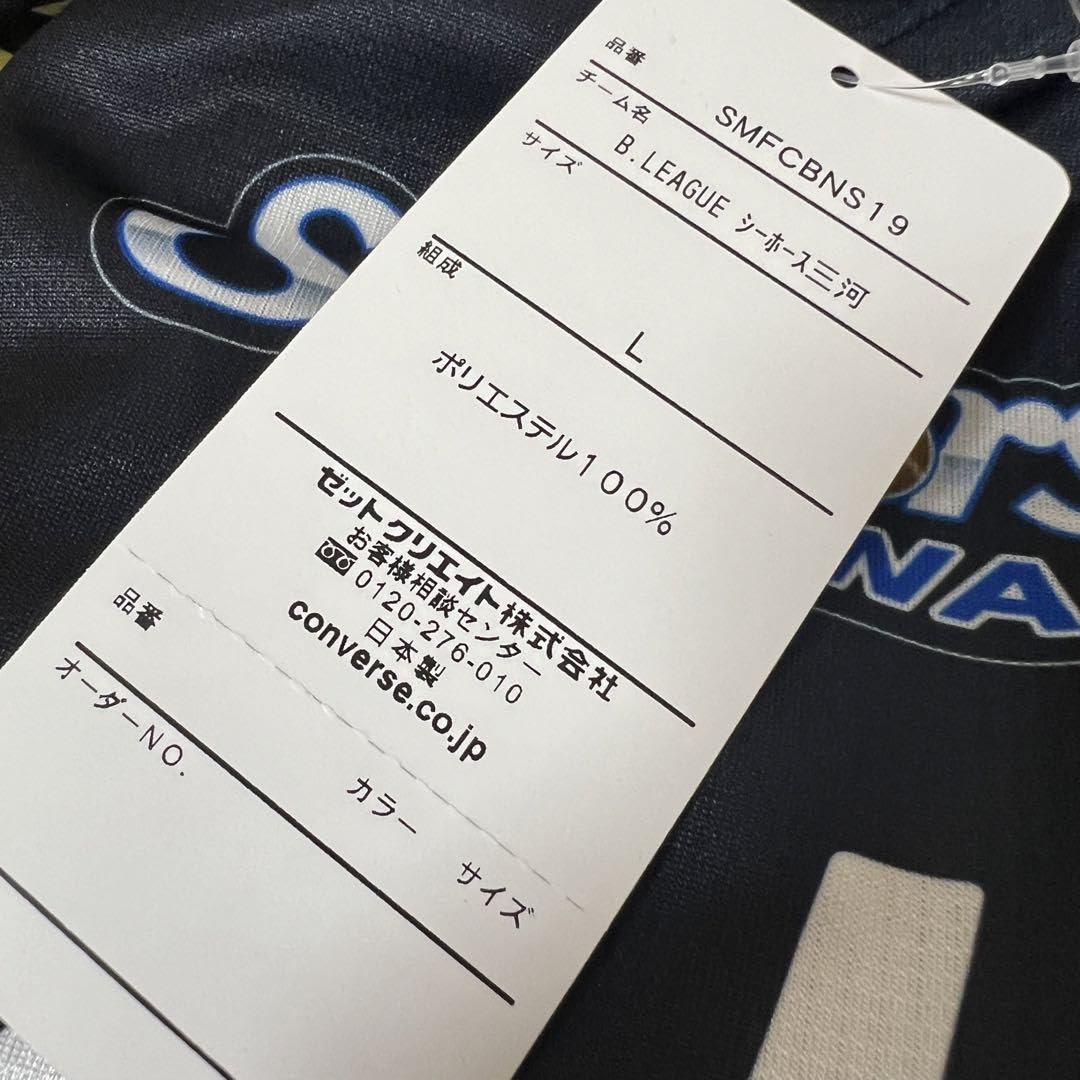 品番
SMFCBNS19
チーム名
B.LEAGUE シーホース三河
サイズ
L
組成
ポリエステル100%
ゼットクリエイト株式会社
お客様相談センター
0120-276-010
日本製
converse.co.jp
品番
オーダーNO.
カラー
サイズ
NA